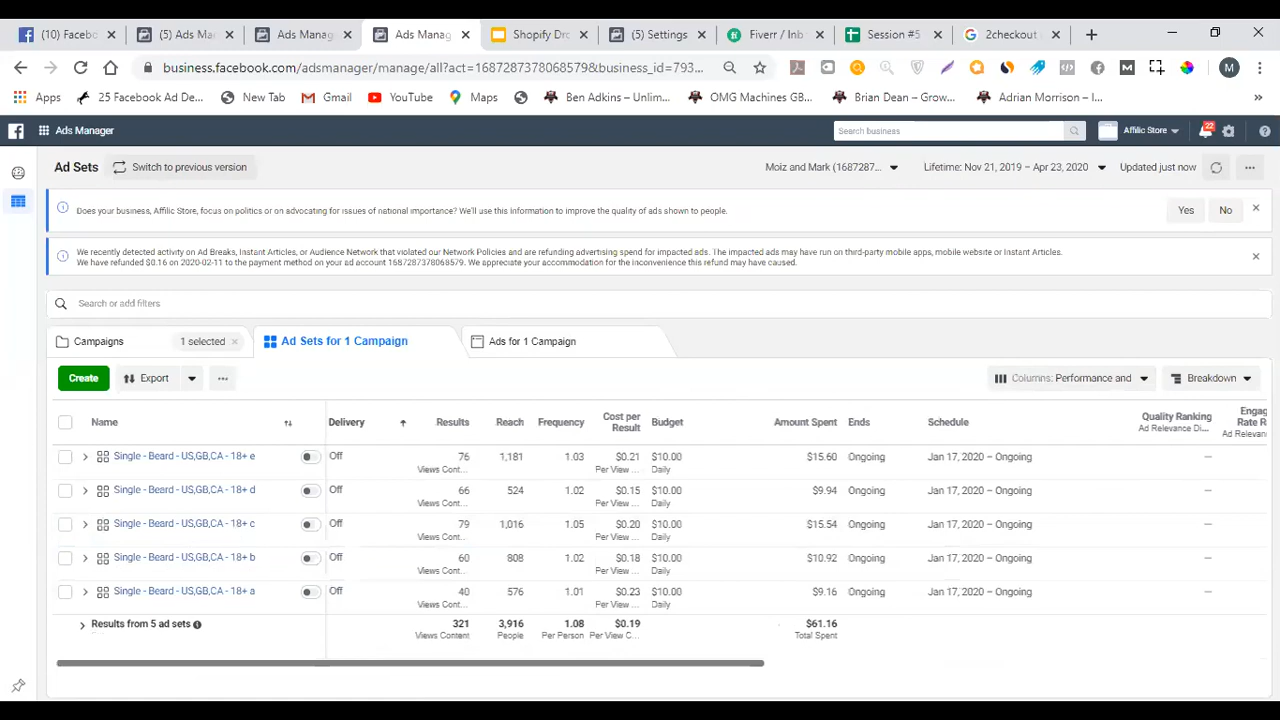 (10) Facebo
(5) Ads Ma
Ads Manag
Ads Manag
Shopify Dro
(5) Settings
Fiverr / Inb
Session #5
2checkout
business.facebook.com/adsmanager/manage/all?act=1687287378068579&business_id=793...
M
Apps
25 Facebook Ad De...
New Tab
Gmail
YouTube
Maps
Ben Adkins – Unlim...
OMG Machines GB...
Brian Dean – Grow...
Adrian Morrison – I...
»
Ads Manager
Search business
Affilic Store
22
Ad Sets
Switch to previous version
Moiz and Mark (1687287...
Lifetime: Nov 21, 2019 – Apr 23, 2020
Updated just now
Does your business, Affilic Store, focus on politics or on advocating for issues of national importance? We'll use this information to improve the quality of ads shown to people.
Yes
No
We recently detected activity on Ad Breaks, Instant Articles, or Audience Network that violated our Network Policies and are refunding advertising spend for impacted ads. The impacted ads may have run on third-party mobile apps, mobile website or Instant Articles.
We have refunded $0.16 on 2020-02-11 to the payment method on your ad account 1687287378068579. We appreciate your accommodation for the inconvenience this refund may have caused.
Search or add filters
Campaigns
1 selected
Ad Sets for 1 Campaign
Ads for 1 Campaign
Create
Export
Columns: Performance and
Breakdown
Name
Delivery
Results
Reach
Frequency
Cost per Result
Budget
Amount Spent
Ends
Schedule
Quality Ranking
Ad Relevance Di...
Engag
Rate R
Ad Relevan
Single - Beard - US,GB,CA - 18+ e Off 76 1,181 1.03 $0.21 $10.00 $15.60 Ongoing Jan 17, 2020 – Ongoing —
Views Cont... Per View ... Daily
Single - Beard - US,GB,CA - 18+ d Off 66 524 1.02 $0.15 $10.00 $9.94 Ongoing Jan 17, 2020 – Ongoing —
Views Cont... Per View ... Daily
Single - Beard - US,GB,CA - 18+ c Off 79 1,016 1.05 $0.20 $10.00 $15.54 Ongoing Jan 17, 2020 – Ongoing —
Views Cont... Per View ... Daily
Single - Beard - US,GB,CA - 18+ b Off 60 808 1.02 $0.18 $10.00 $10.92 Ongoing Jan 17, 2020 – Ongoing —
Views Cont... Per View ... Daily
Single - Beard - US,GB,CA - 18+ a Off 40 576 1.01 $0.23 $10.00 $9.16 Ongoing Jan 17, 2020 – Ongoing —
Views Cont... Per View ... Daily
Results from 5 ad sets 321 3,916 1.08 $0.19 $61.16
Views Content People Per Person Per View C... Total Spent